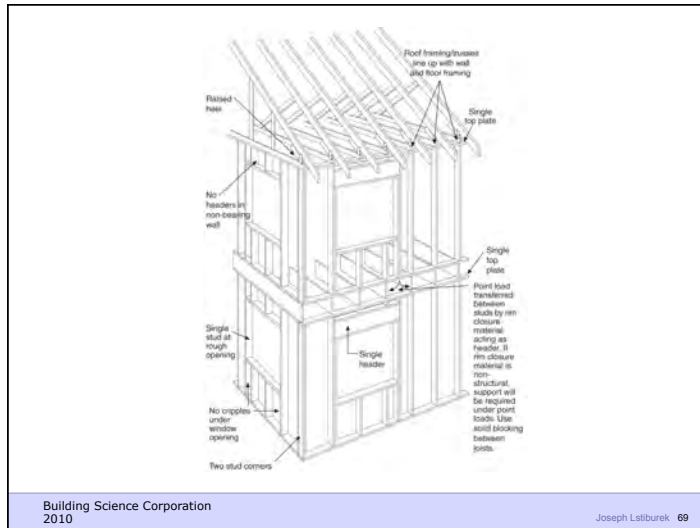 Roof framing/trusses
line up with wall
and floor framing
Raised
heel
Single
top plate
No
headers in
non-bearing
wall
Single
top
plate
Point load
transferred
between
studs by rim
closure
material
acting as
header. If
rim closure
material is
non-
structural,
support will
be required
under point
loads. Use
solid blocking
between
joists.
Single
stud at
rough
opening
Single
header
No cripples
under
window
opening
Two stud corners
Building Science Corporation
2010
Joseph Lstiburek 69